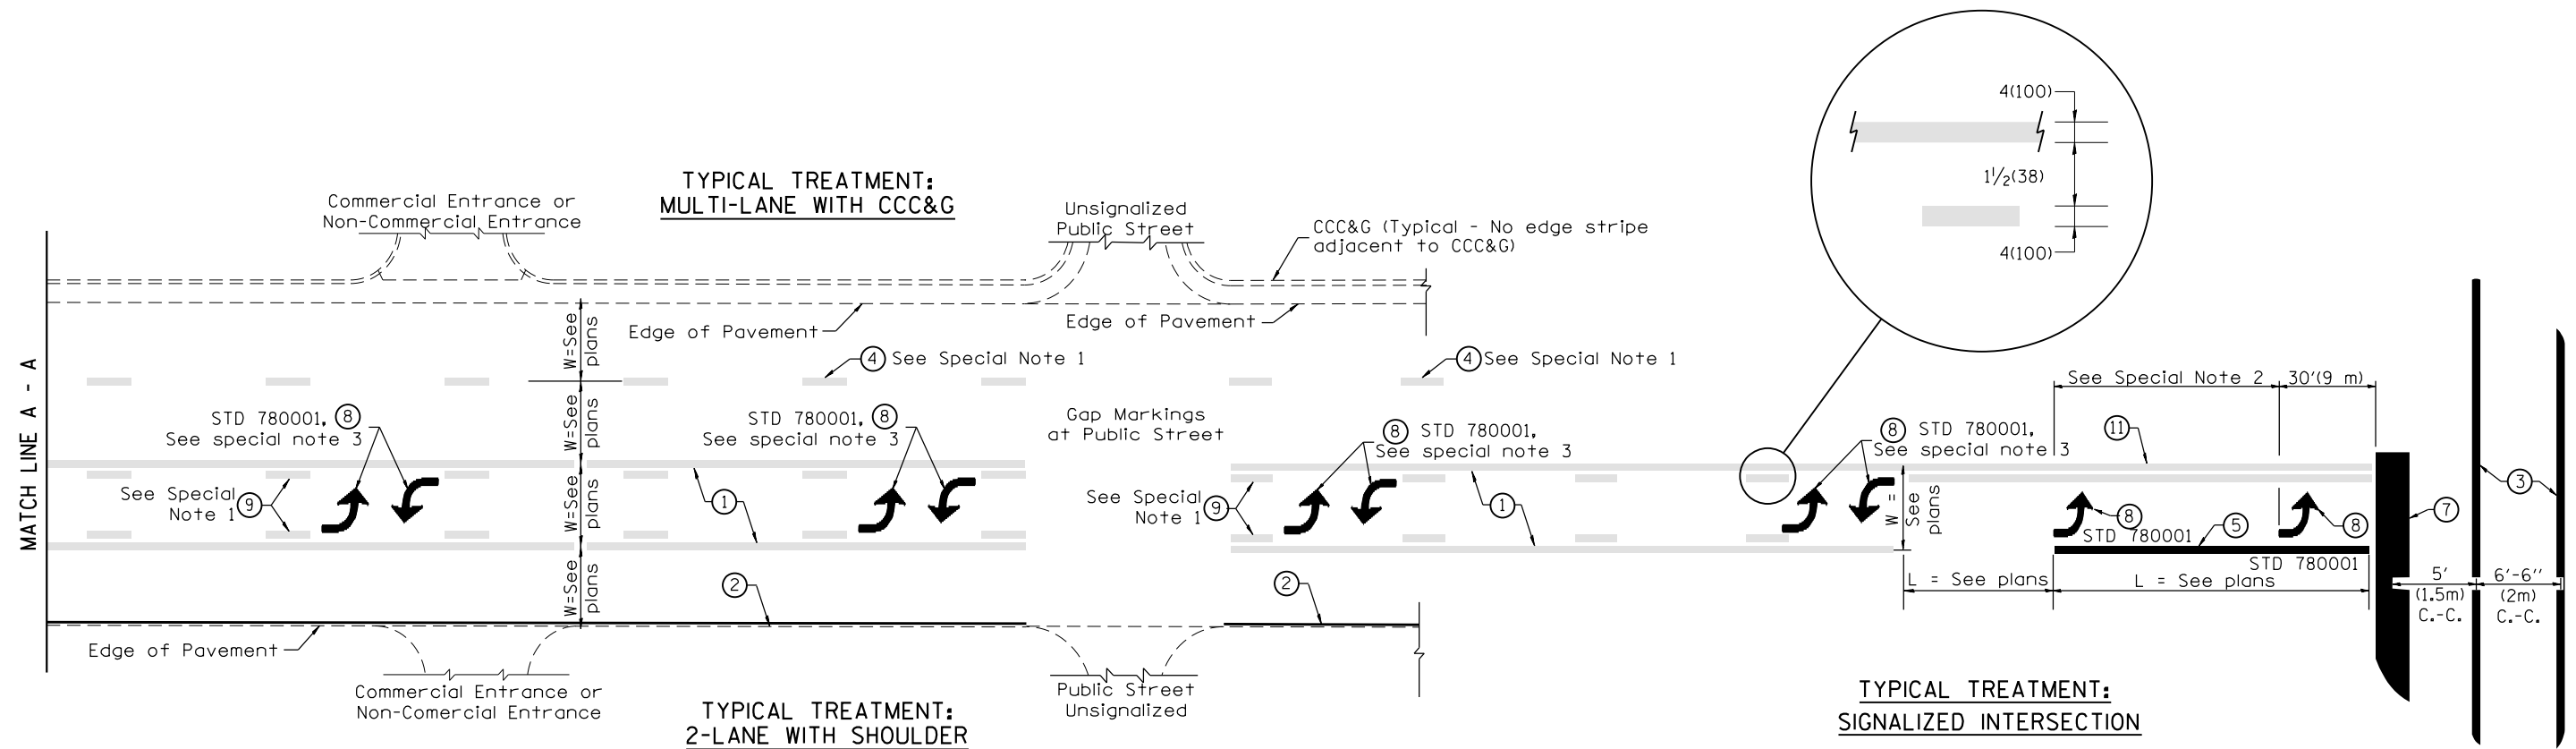 MATCH LINE A - A
Commercial Entrance or
Non-Commercial Entrance
TYPICAL TREATMENT:
MULTI-LANE WITH CCC&G
Unsignalized
Public Street
CCC&G (Typical - No edge stripe
adjacent to CCC&G)
4(100)
1½(38)
4(100)
Edge of Pavement
Edge of Pavement
W=See
plans
4 See Special Note 1
4 See Special Note 1
See Special Note 2
30'(9 m)
STD 780001, 8
See special note 3
W=See
plans
STD 780001, 8
See special note 3
Gap Markings
at Public Street
8 STD 780001,
See special note 3
8 STD 780001,
See special note 3
11
See Special
Note 1
9
W=See
plans
1
See Special
Note 1
9
1
W =
See
plans
8
STD 780001
5
8
STD 780001
7
3
W=See
plans
2
2
L = See plans
L = See plans
5'
(1.5m)
C.-C.
6'-6''
(2m)
C.-C.
Edge of Pavement
Commercial Entrance or
Non-Comercial Entrance
TYPICAL TREATMENT:
2-LANE WITH SHOULDER
Public Street
Unsignalized
TYPICAL TREATMENT:
SIGNALIZED INTERSECTION